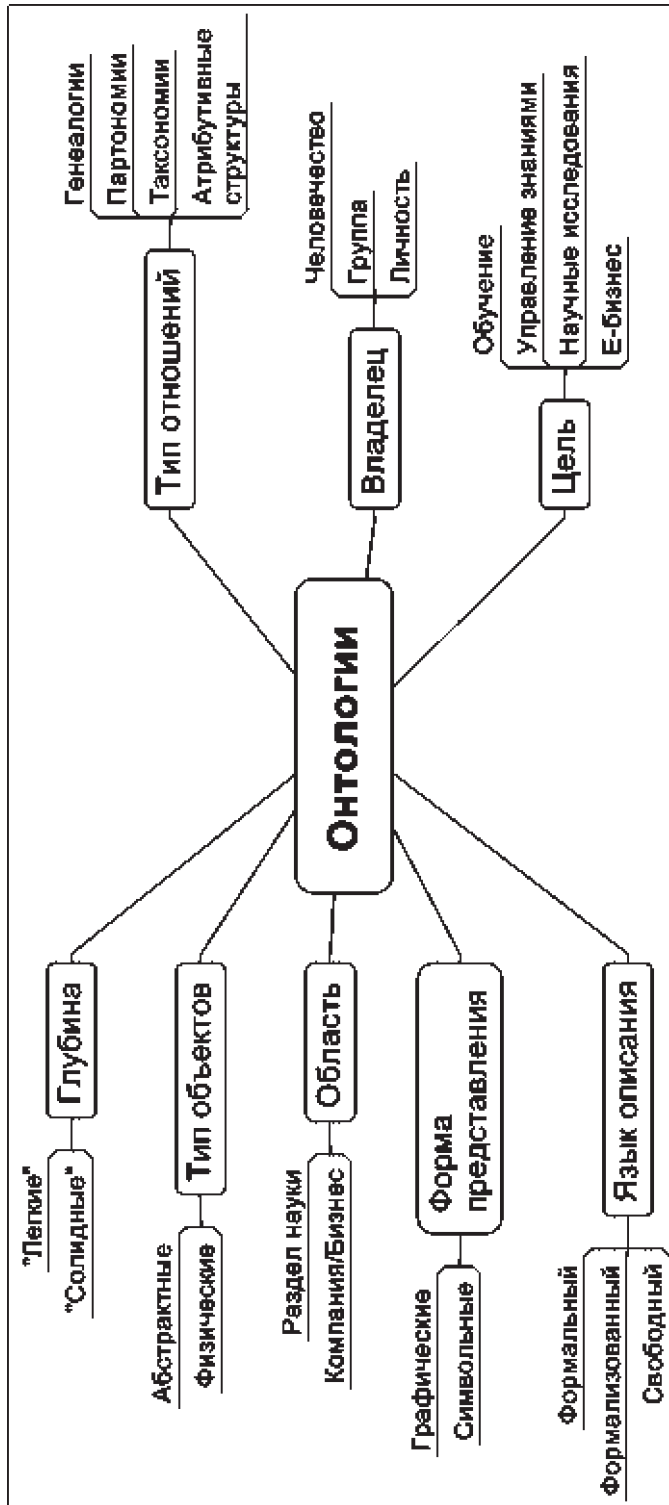 "Легкие"
"Солидные"
Глубина
Абстрактные
Физические
Тип объектов
Раздел науки
Компания/Бизнес
Область
Графические
Символьные
Форма
представления
Формальный
Формализованный
Свободный
Язык описания
Онтологии
Тип отношений
Генеалогии
Партономии
Таксономии
Атрибутивные
структуры
Владелец
Человечество
Группа
Личность
Цель
Обучение
Управление знаниями
Научные исследования
Е-бизнес